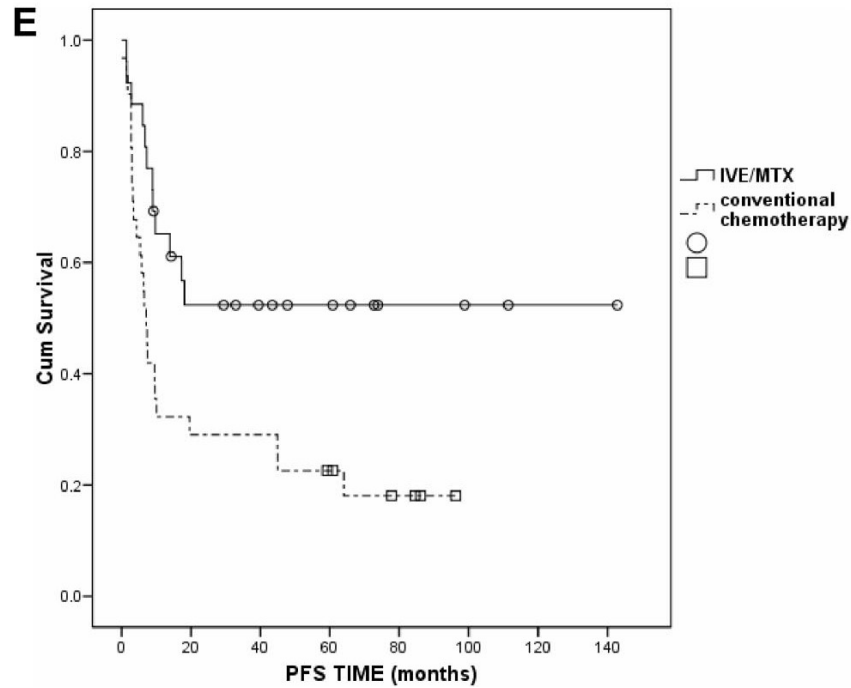 E
1.0
0.8
0.6
0.4
0.2
0.0
Cum Survival
0 20 40 60 80 100 120 140
PFS TIME (months)
IVE/MTX
conventional
chemotherapy